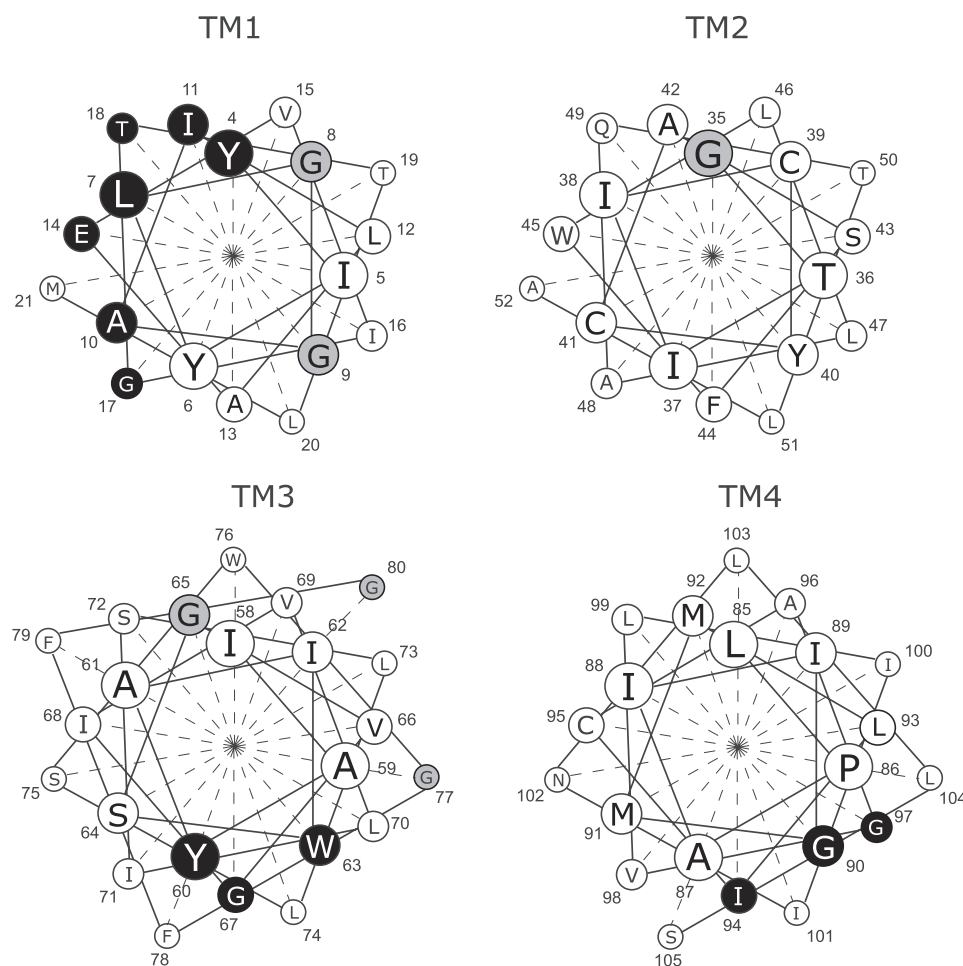 TM1 TM2
11 15
18 I 4 V 8
T Y G 19
7 T
L 12
14 L
E I
M 5
21 A I 16
10 Y G
G 9
17 6 A L
13 20
42 35 46
49 A L 39
Q G C 50
38 T
I 43
45 S
W T
A 36
52 C L 47
41 Y
A I 40
48 37 F L
44 51
TM3 TM4
76
W 80
65 69 G
72 58 V
S G I 62
79 I
F 61 L 73
A
68 V 66
I
A
S 59 G
75 S 77
64 L 70
Y W
I 63
71 60 G
67 L
F 74
78
103
L
92 96
99 85 A
L M L 89
I
88 I 100
I
95 L 93
C
P
N 86 L
102 M 97 104
91 G
A G
V 90
98 87 I
94 I
S 101
105